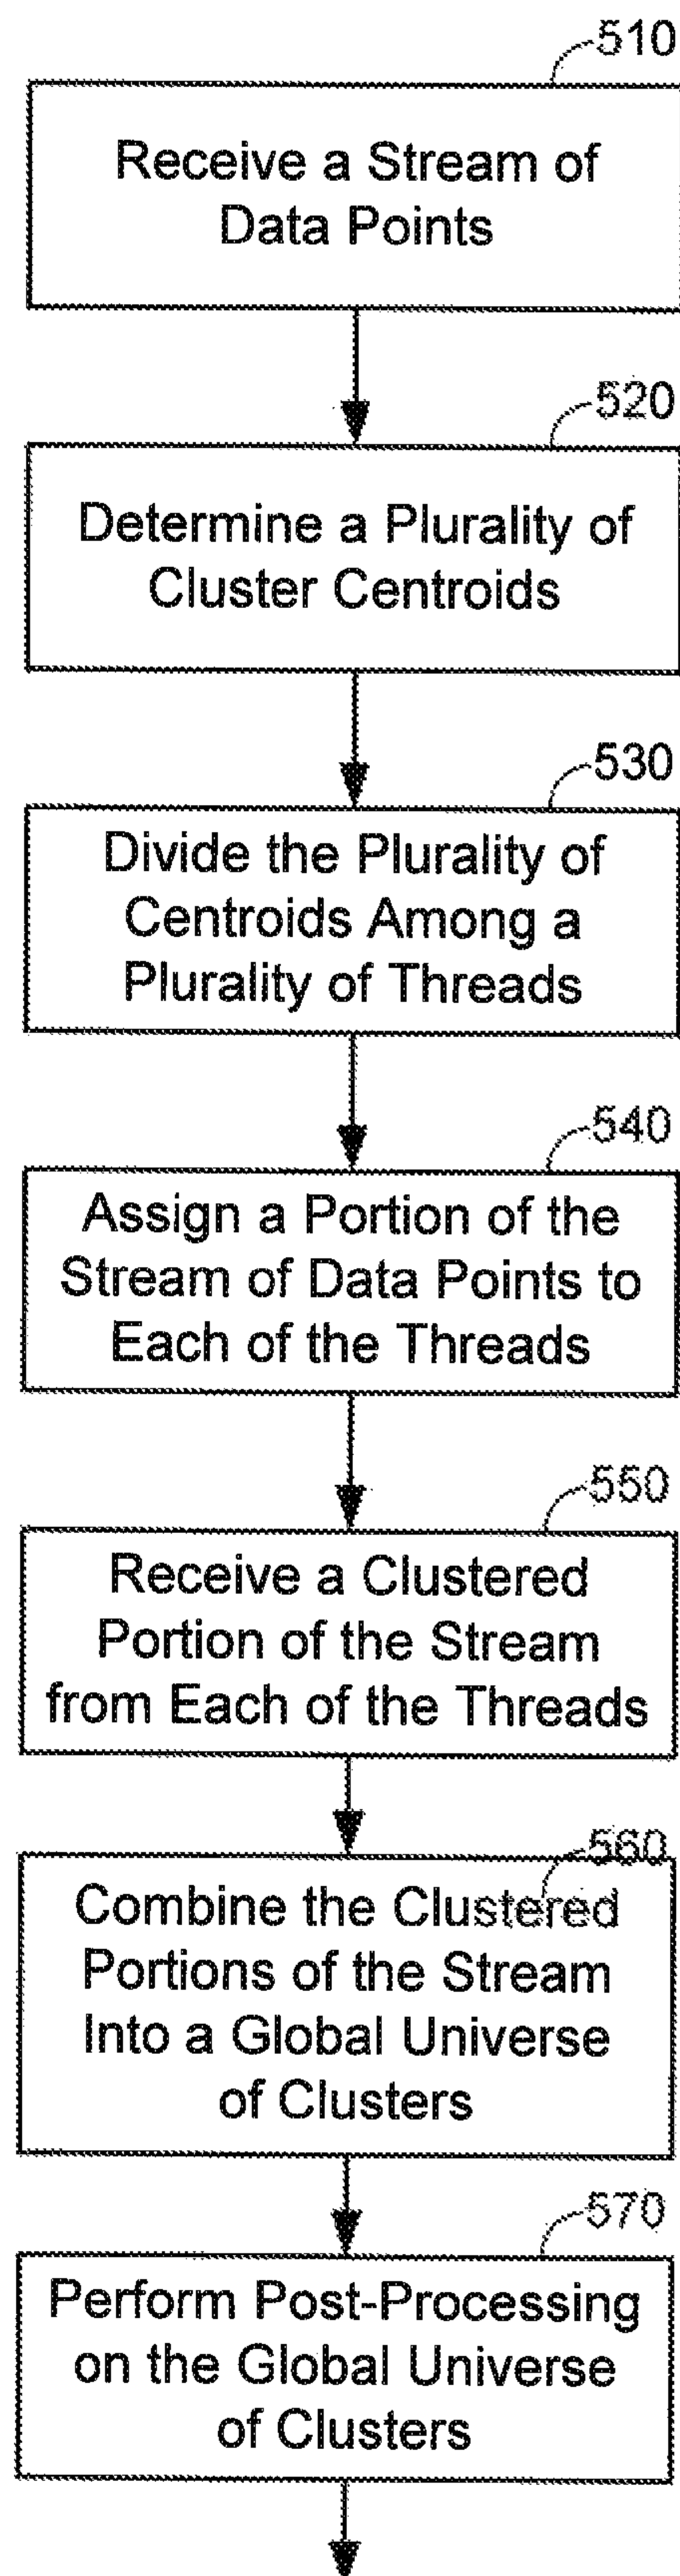 510
Receive a Stream of
Data Points
520
Determine a Plurality of
Cluster Centroids
530
Divide the Plurality of
Centroids Among a
Plurality of Threads
540
Assign a Portion of the
Stream of Data Points to
Each of the Threads
550
Receive a Clustered
Portion of the Stream
from Each of the Threads
560
Combine the Clustered
Portions of the Stream
Into a Global Universe
of Clusters
570
Perform Post-Processing
on the Global Universe
of Clusters